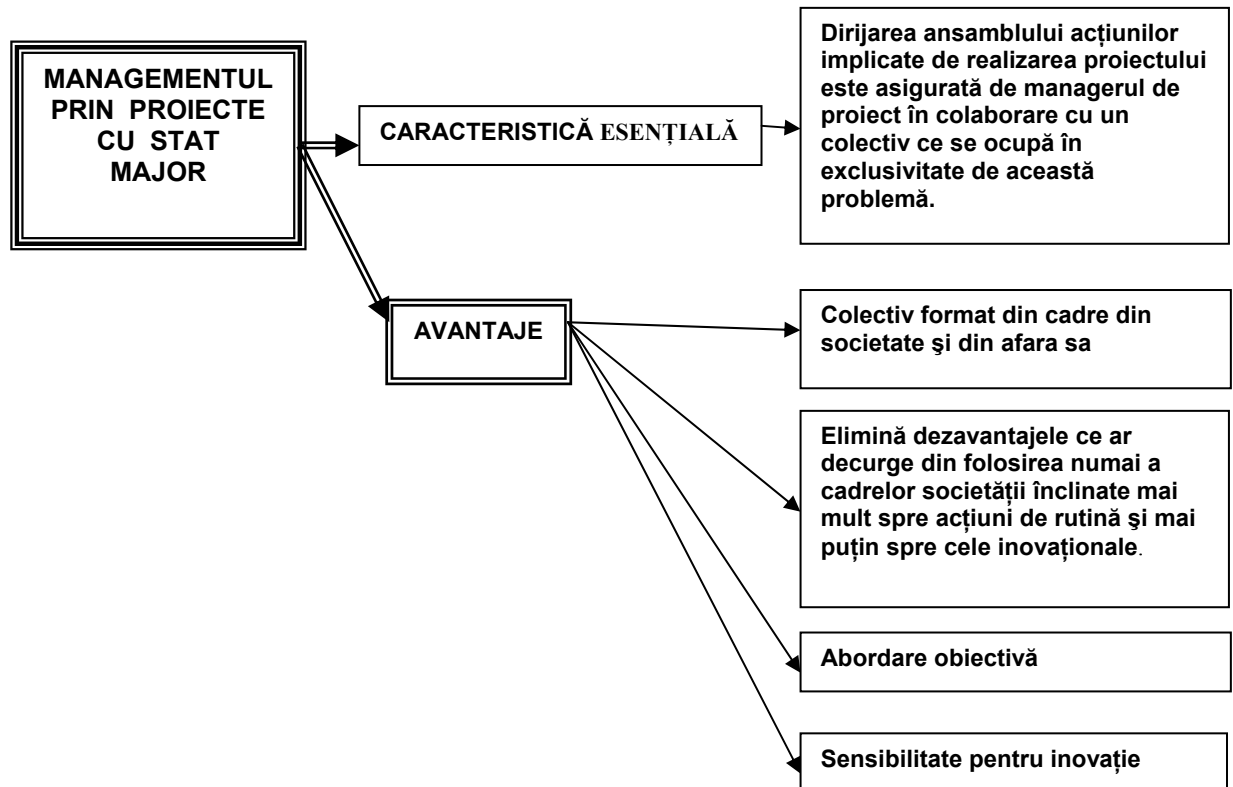 MANAGEMENTUL
PRIN PROIECTE
CU STAT
MAJOR
CARACTERISTICĂ ESENȚIALĂ
Dirijarea ansamblului acțiunilor
implicate de realizarea proiectului
este asigurată de managerul de
proiect în colaborare cu un
colectiv ce se ocupă în
exclusivitate de această
problemă.
AVANTAJE
Colectiv format din cadre din
societate şi din afara sa
Elimină dezavantajele ce ar
decurge din folosirea numai a
cadrelor societății înclinate mai
mult spre acțiuni de rutină şi mai
puțin spre cele inovaționale.
Abordare obiectivă
Sensibilitate pentru inovație